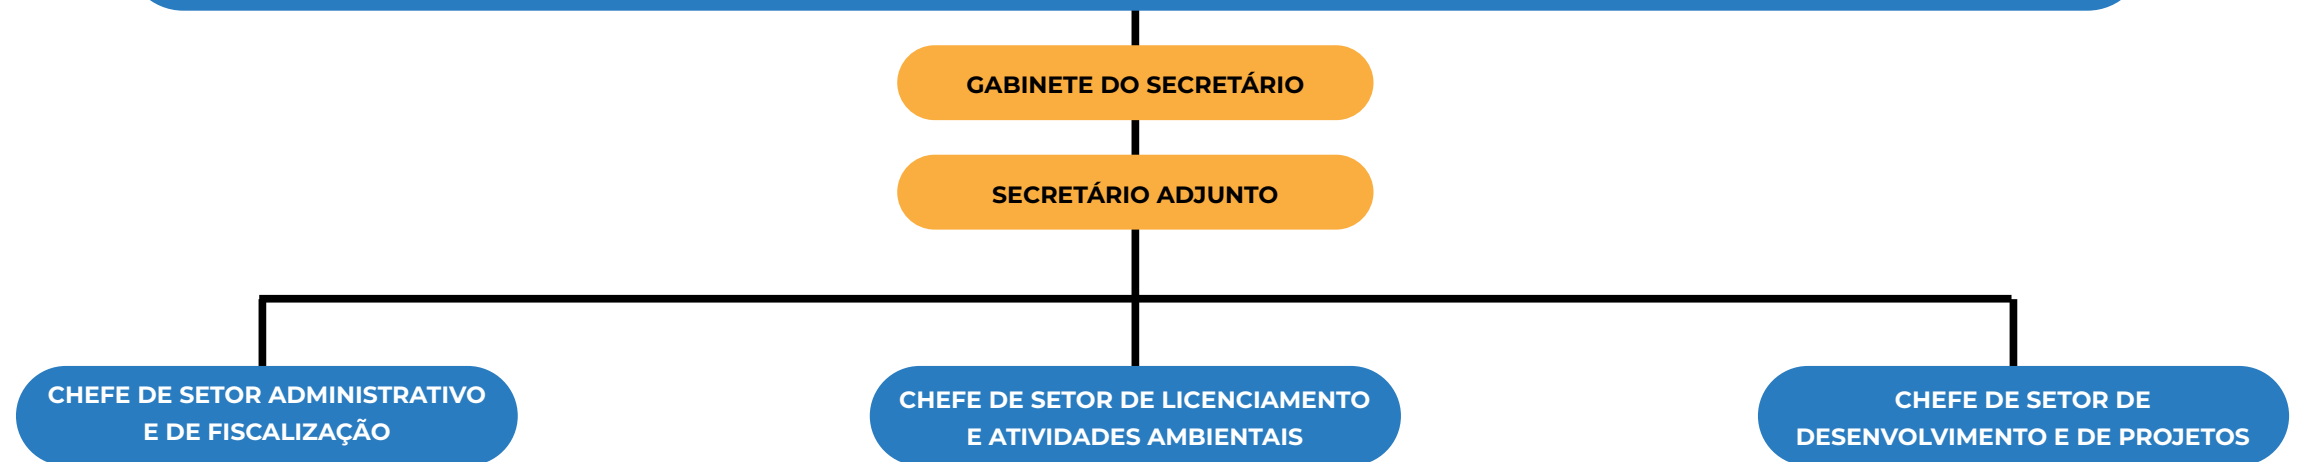 GABINETE DO SECRETÁRIO
SECRETÁRIO ADJUNTO
CHEFE DE SETOR ADMINISTRATIVO
E DE FISCALIZAÇÃO
CHEFE DE SETOR DE LICENCIAMENTO
E ATIVIDADES AMBIENTAIS
CHEFE DE SETOR DE
DESENVOLVIMENTO E DE PROJETOS